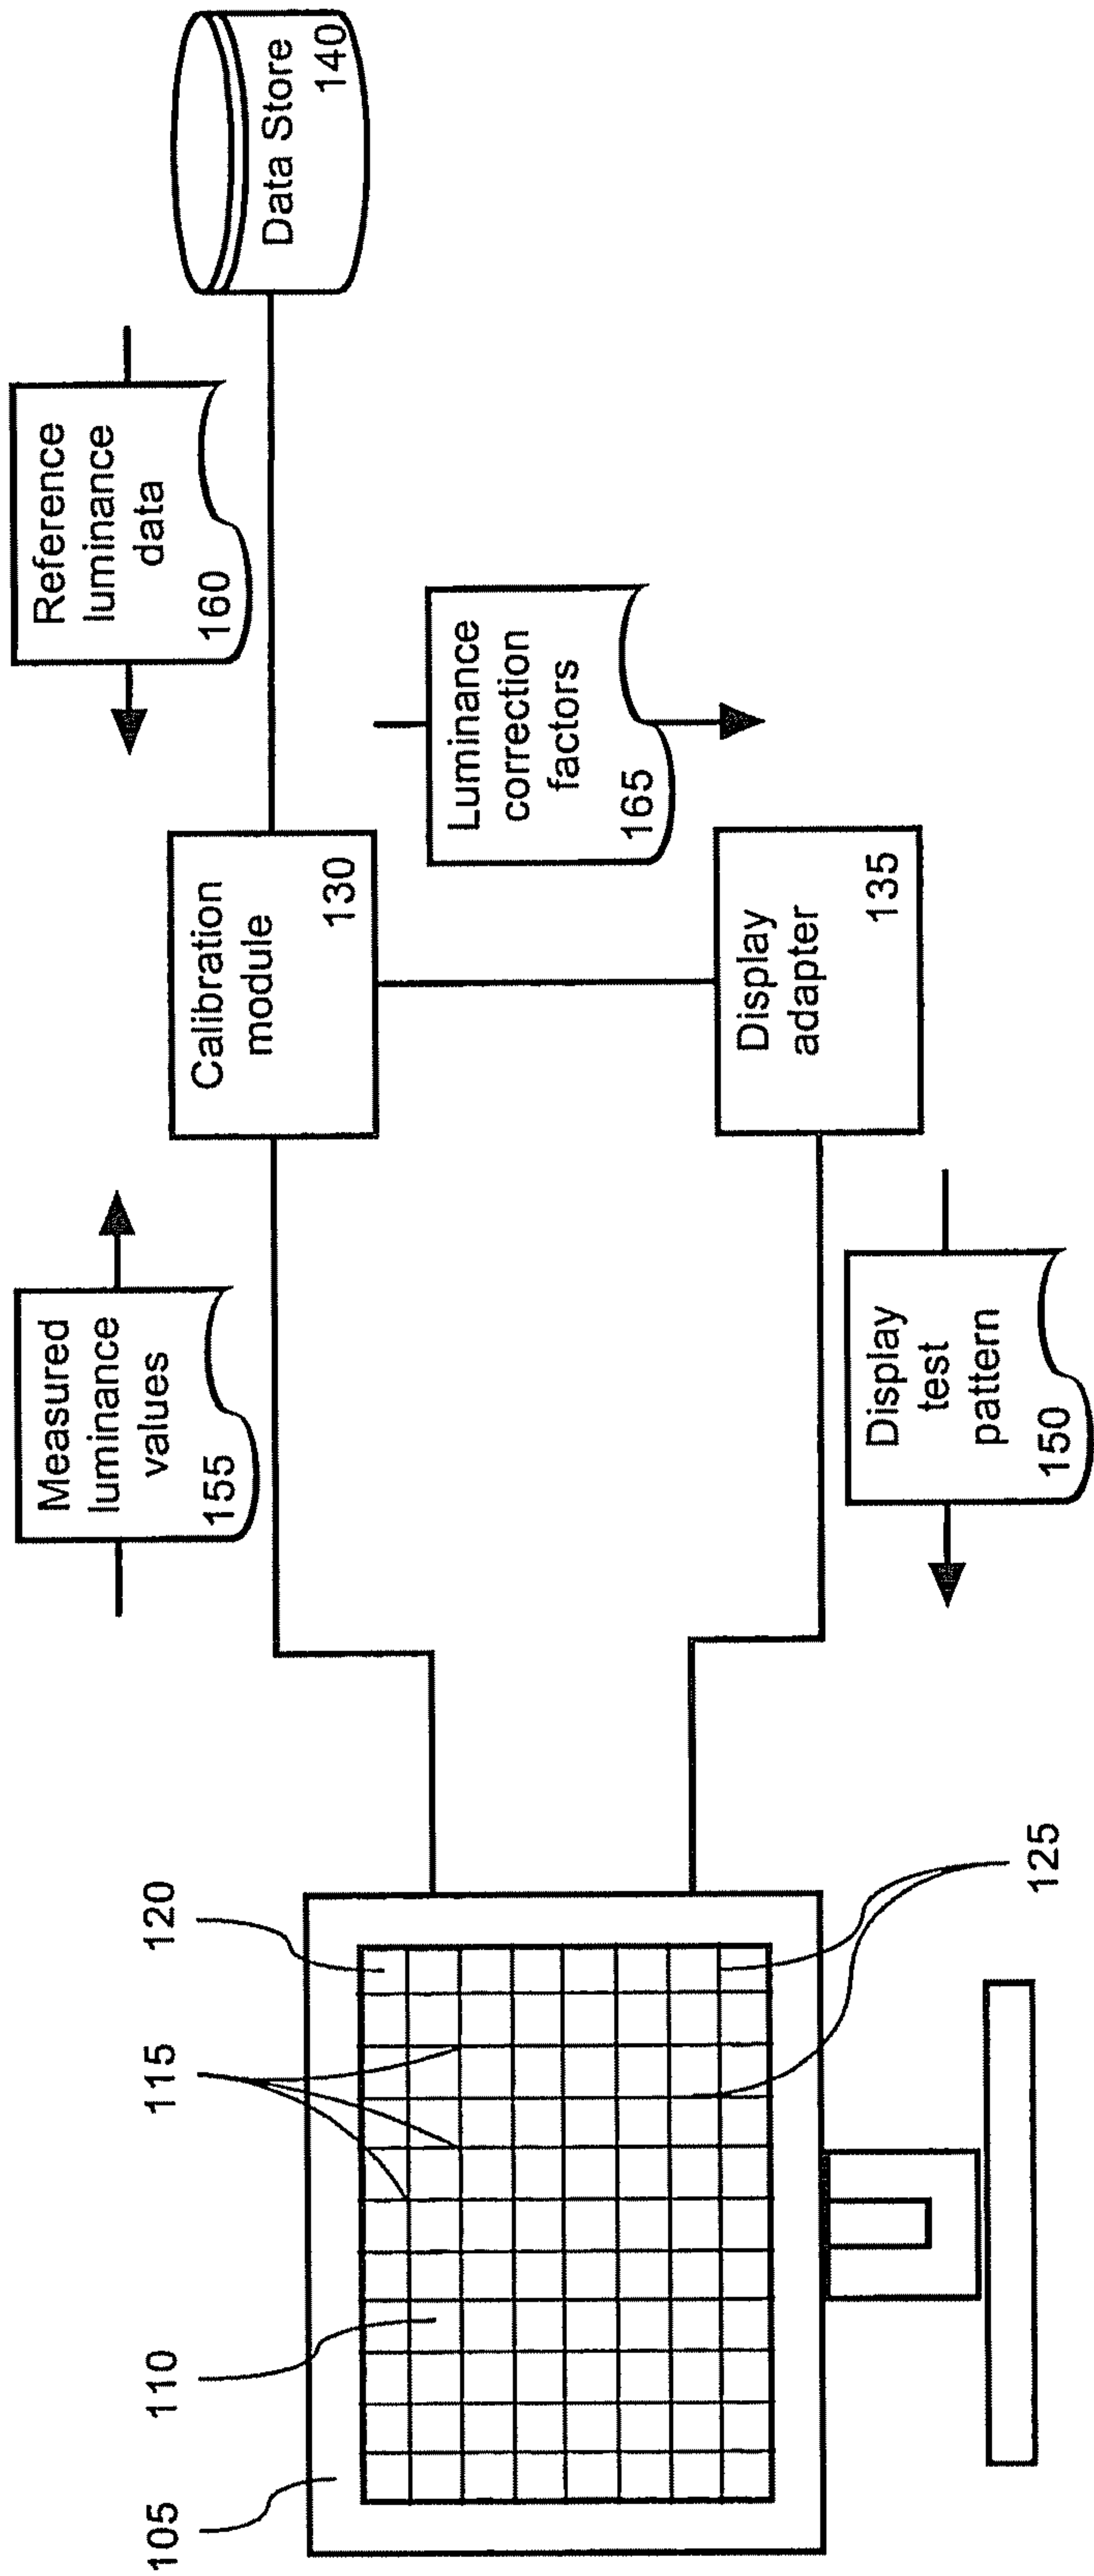 105
110
115
120
125
Measured
luminance
values
155
Calibration
module
130
Reference
luminance
data
160
Data Store
140
Luminance
correction
factors
165
Display
adapter
135
Display
test
pattern
150